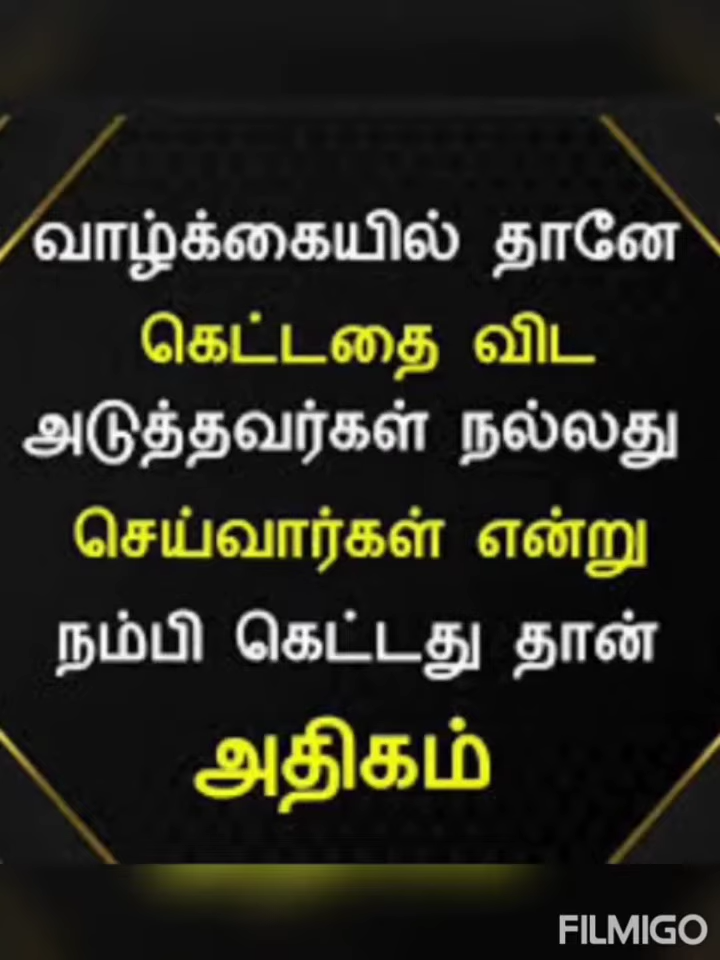 வாழ்க்கையில் தானே
கெட்டதை விட
அடுத்தவர்கள் நல்லது
செய்வார்கள் என்று
நம்பி கெட்டது தான்
அதிகம்
FILMIGO